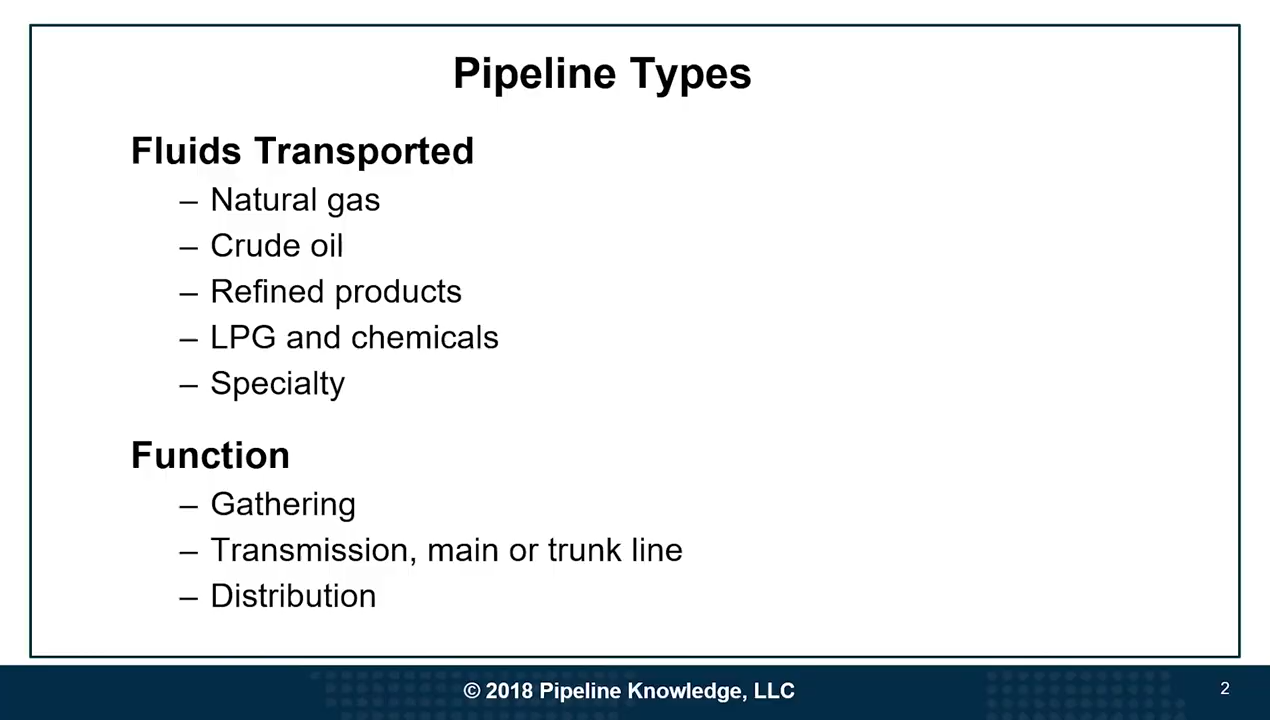 Pipeline Types
Fluids Transported
– Natural gas
– Crude oil
– Refined products
– LPG and chemicals
– Specialty
Function
– Gathering
– Transmission, main or trunk line
– Distribution
© 2018 Pipeline Knowledge, LLC
2